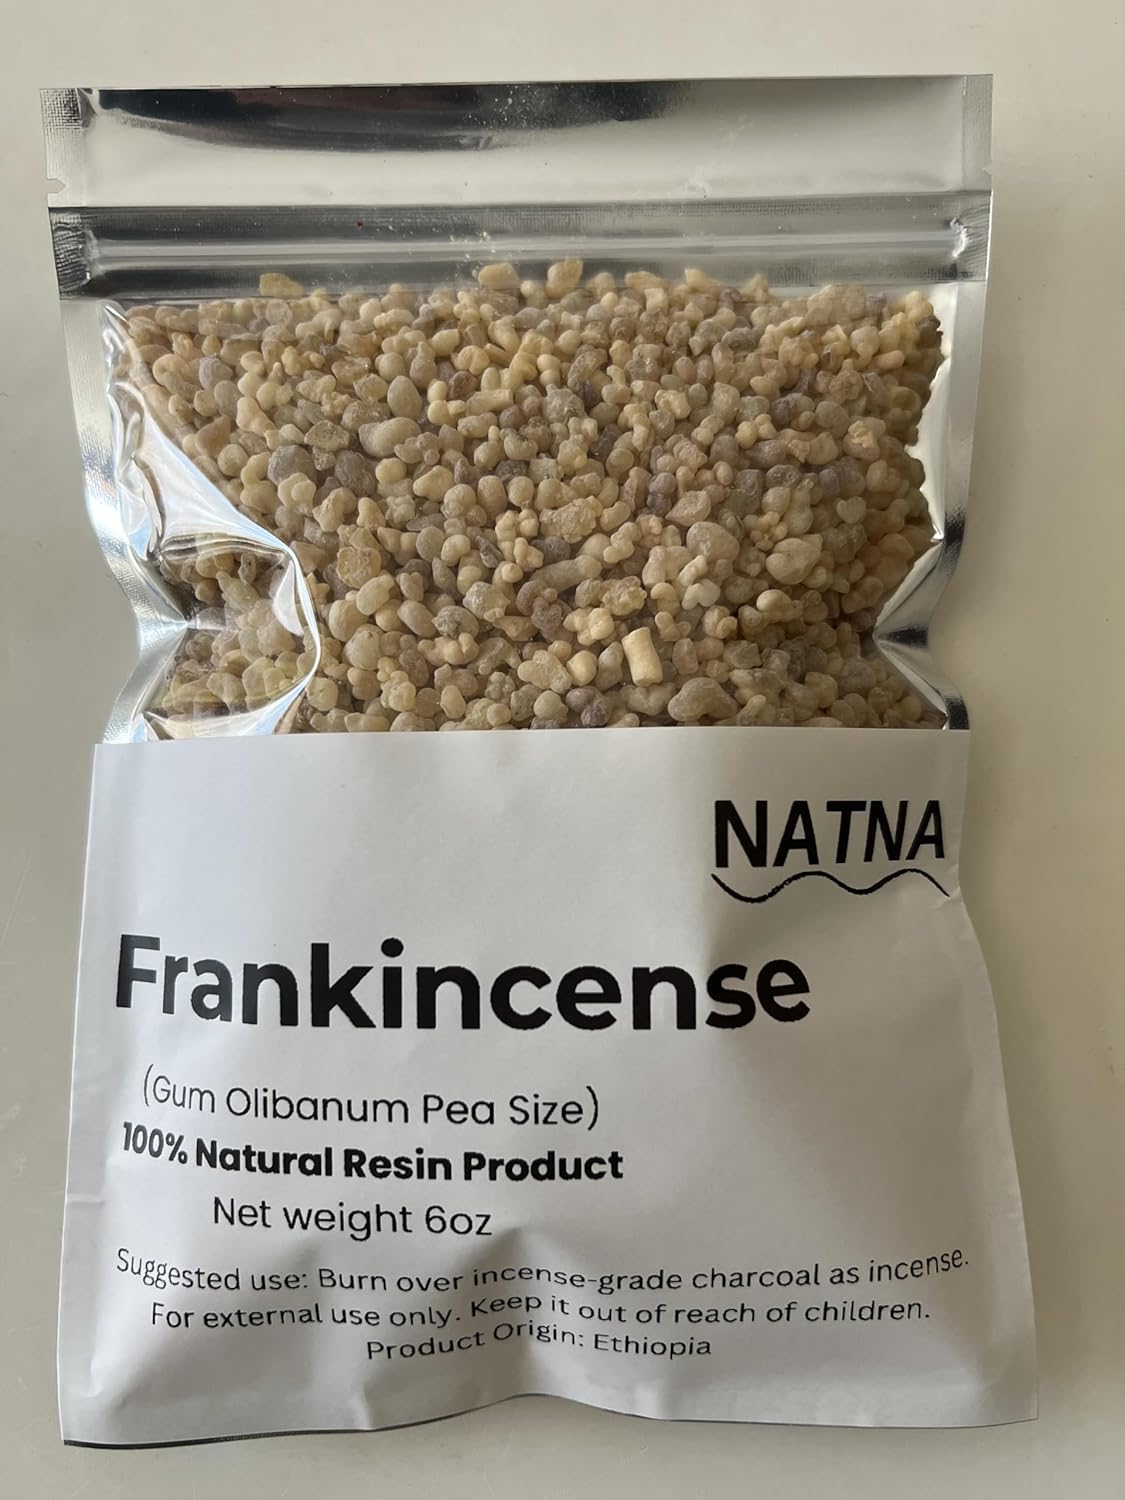 NATNA
Frankincense
(Gum Olibanum Pea Size)
100% Natural Resin Product
Net weight 6oz
Suggested use: Burn over incense-grade charcoal as incense.
For external use only. Keep it out of reach of children.
Product Origin: Ethiopia